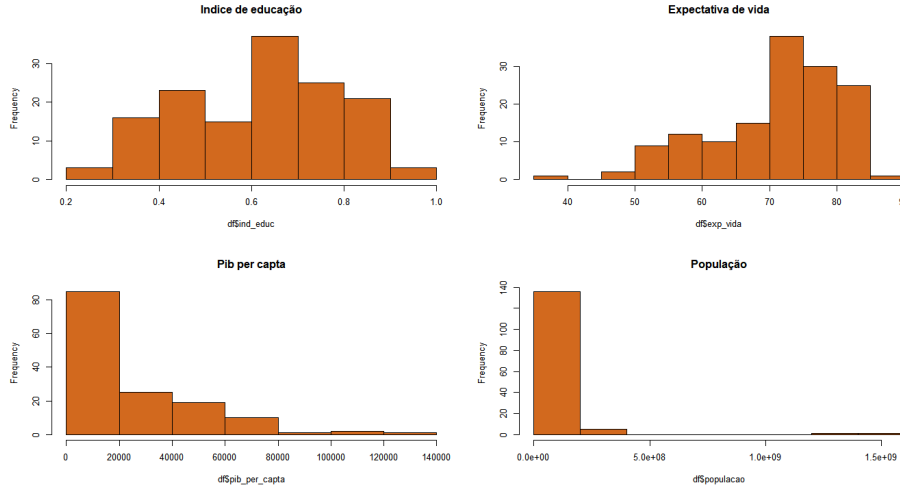 Indice de educação
Frequency
0 10 20 30
0.2 0.4 0.6 0.8 1.0
df$ind_educ
Expectativa de vida
Frequency
0 10 20 30
40 50 60 70 80
df$exp_vida
Pib per capta
Frequency
0 20 40 60 80
0 20000 40000 60000 80000 100000 120000 140000
df$pib_per_capta
População
Frequency
0 20 40 60 80 100 140
0.0e+00 5.0e+08 1.0e+09 1.5e+09
df$populacao